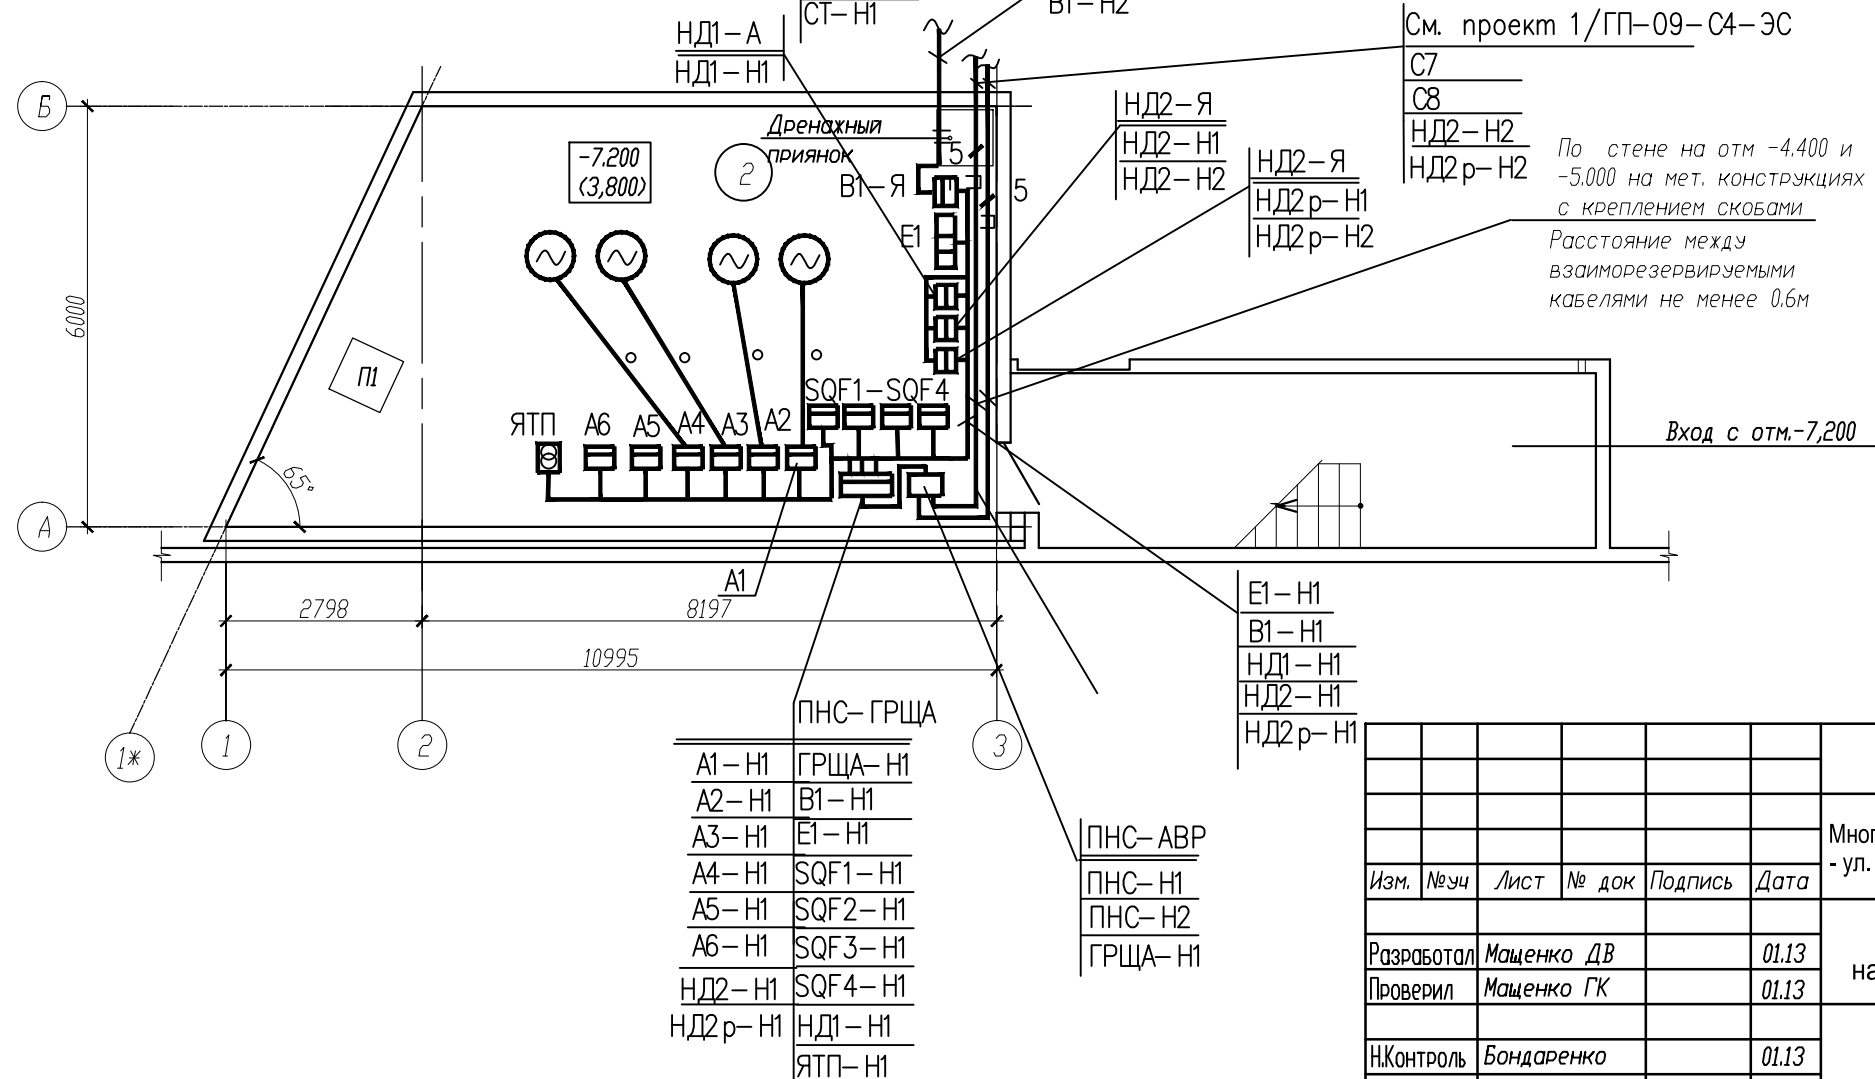 СТ-Н1
В1-Н2
НД1-А
НД1-Н1
См. проект 1/ГП-09-С4-ЭС
С7
С8
НД2-Н2
НД2р-Н2
Б
Дренажный
приянок
-7,200
(3,800)
2
5
5
В1-Я
Е1
НД2-Я
НД2-Н1
НД2-Н2
НД2-Я
НД2р-Н1
НД2р-Н2
По стене на отм -4.400 и
-5.000 на мет. конструкциях
с креплением скобами
Расстояние между
взаиморезервируемыми
кабелями не менее 0.6м
6000
П1
SQF1-SQF4
ЯТП
А6
А5
А4
А3
А2
65°
Вход с отм.-7,200
А
А1
2798
8197
10995
1*
1
2
3
Е1-Н1
В1-Н1
НД1-Н1
НД2-Н1
НД2р-Н1
ПНС-ГРЩА
А1-Н1 ГРЩА-Н1
А2-Н1 В1-Н1
А3-Н1 Е1-Н1
А4-Н1 SQF1-Н1
А5-Н1 SQF2-Н1
А6-Н1 SQF3-Н1
НД2-Н1 SQF4-Н1
НД2р-Н1 НД1-Н1
ЯТП-Н1
ПНС-АВР
ПНС-Н1
ПНС-Н2
ГРЩА-Н1
Изм. №уч Лист № док Подпись Дата
Разработал Мащенко ДВ 01.13
Проверил Мащенко ГК 01.13
Н.Контроль Бондаренко 01.13
- ул.